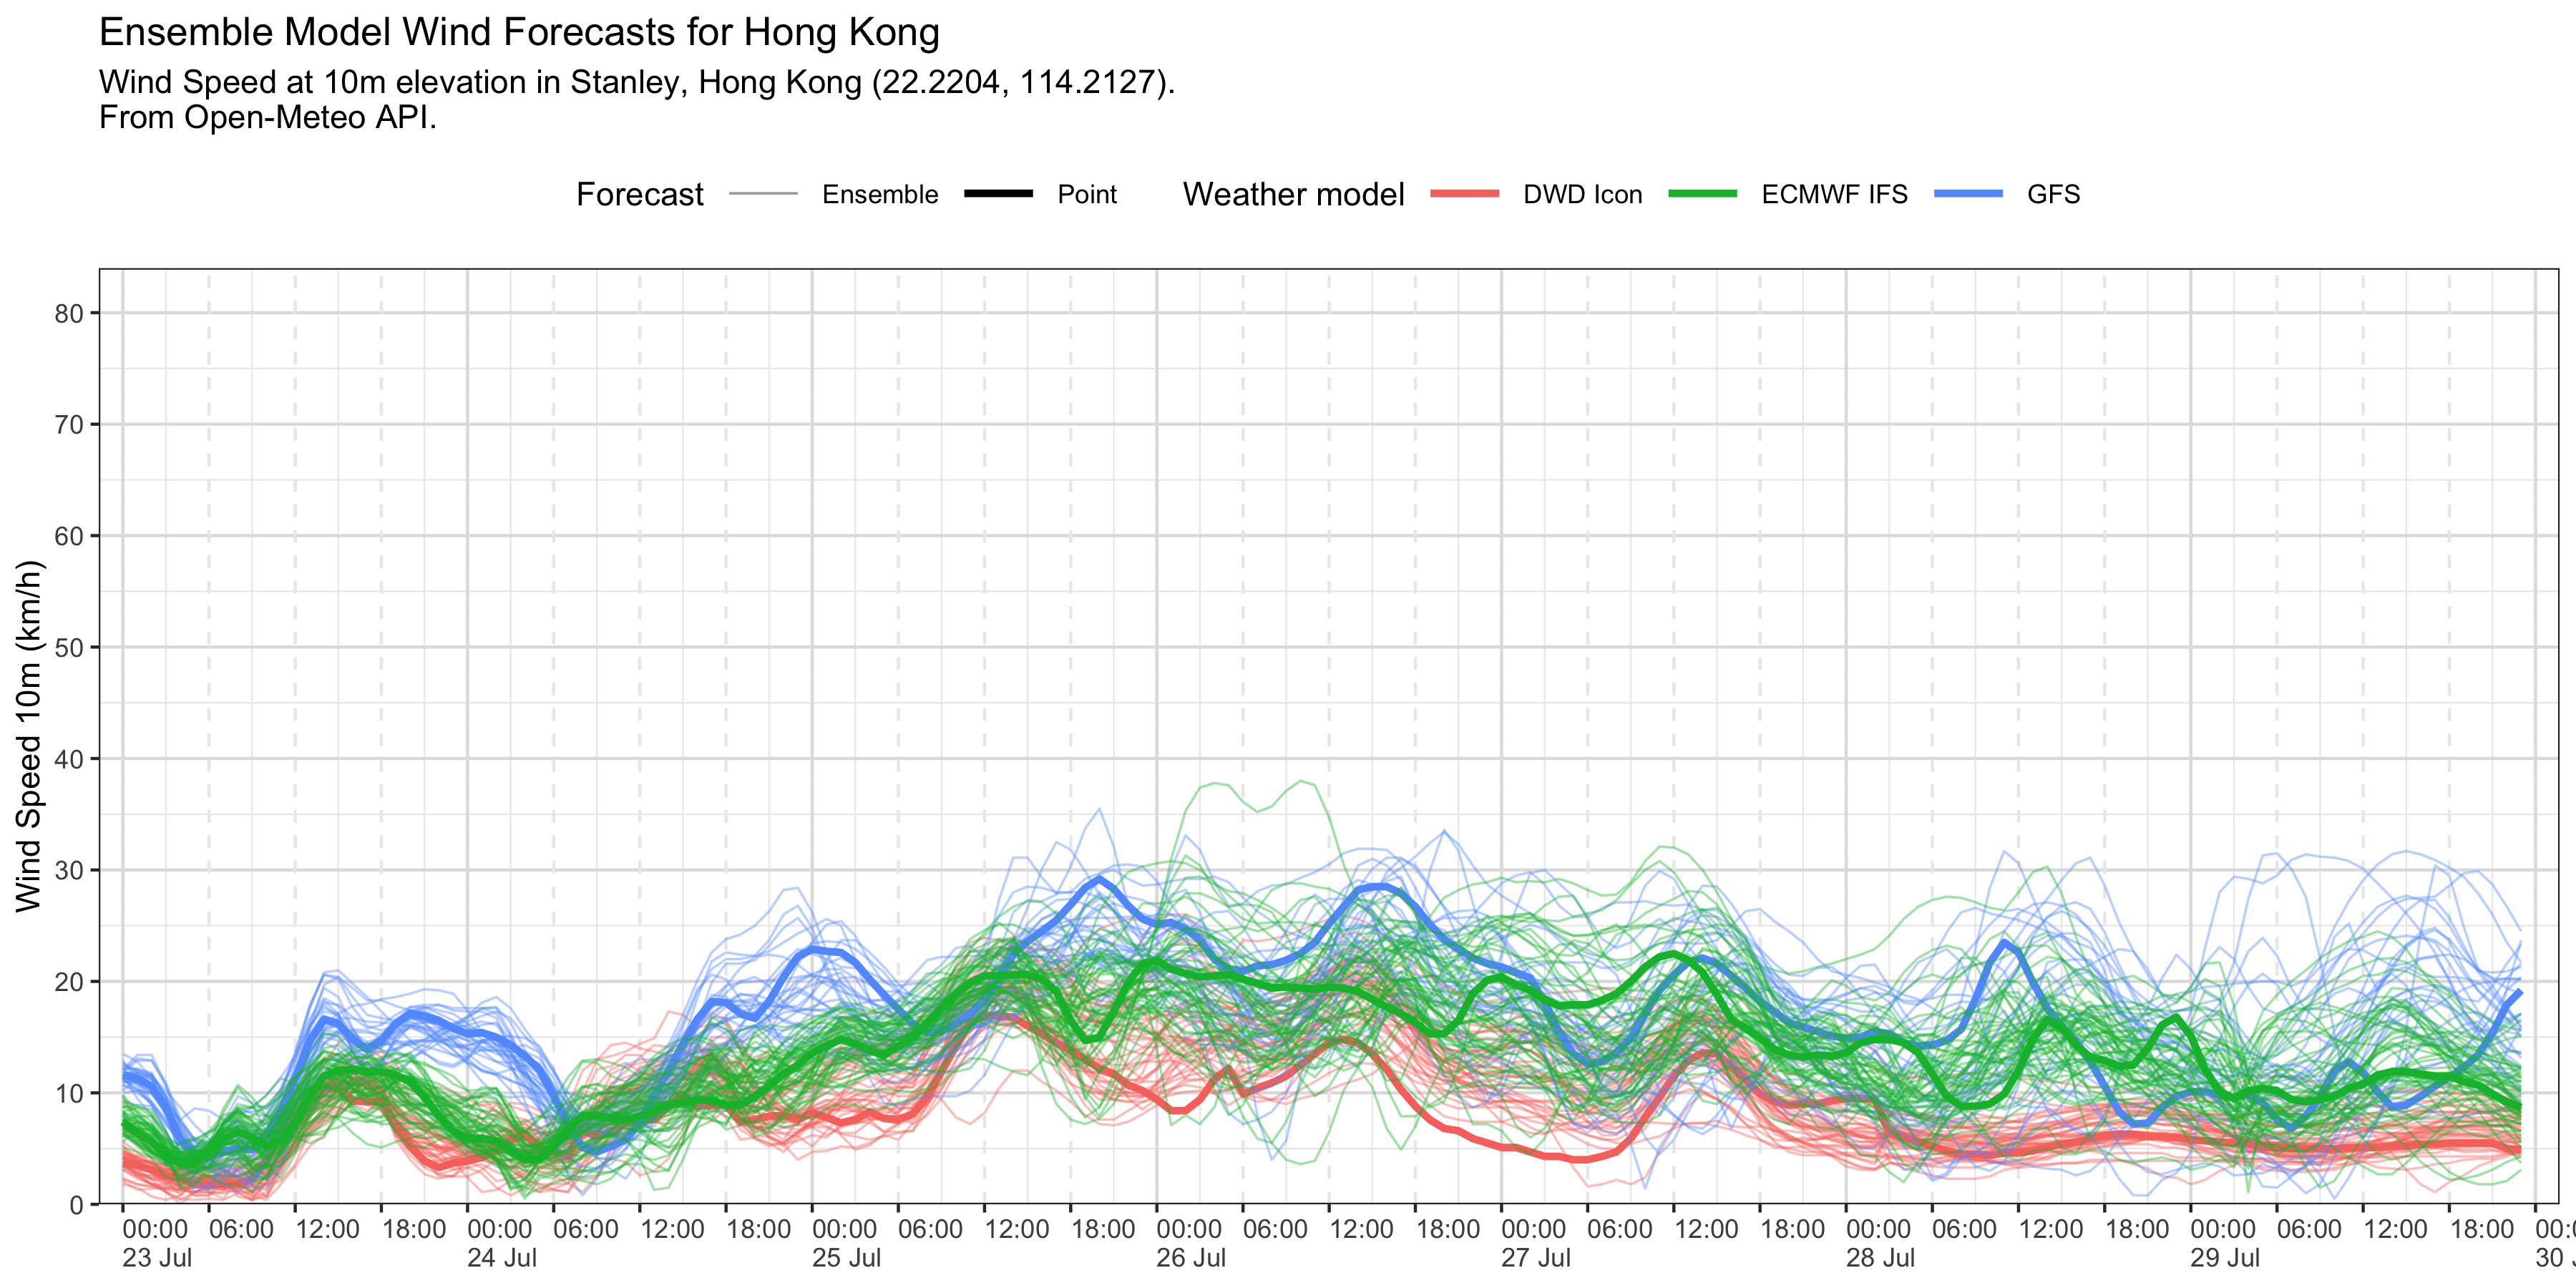 Ensemble Model Wind Forecasts for Hong Kong
Wind Speed at 10m elevation in Stanley, Hong Kong (22.2204, 114.2127).
From Open-Meteo API.
Forecast Ensemble Point Weather model DWD Icon ECMWF IFS GFS
Wind Speed 10m (km/h)
80
70
60
50
40
30
20
10
0
00:00 06:00 12:00 18:00 00:00 06:00 12:00 18:00 00:00 06:00 12:00 18:00 00:00 06:00 12:00 18:00 00:00 06:00 12:00 18:00 00:00 06:00 12:00 18:00 00:00 06:00 12:00 18:00
23 Jul 24 Jul 25 Jul 26 Jul 27 Jul 28 Jul 29 Jul 30